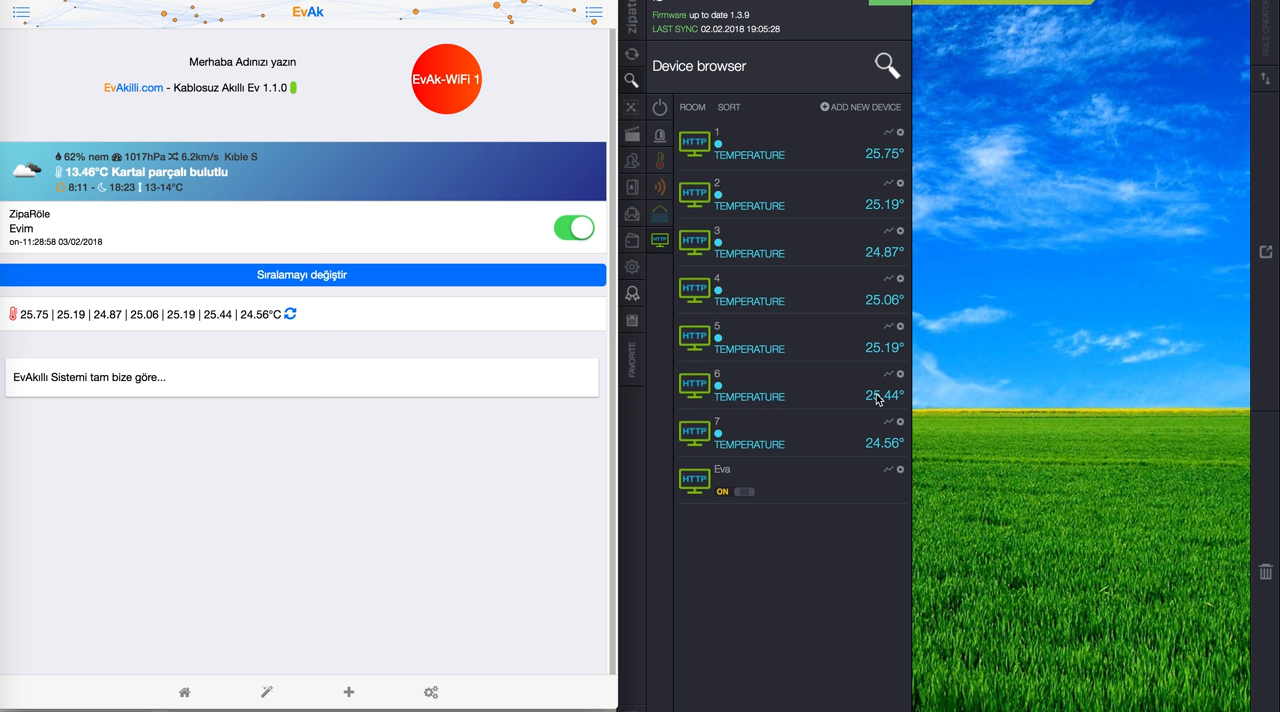 EvAk
Merhaba Adınızı yazın
EvAkilli.com - Kablosuz Akıllı Ev 1.1.0
EvAk-WiFi 1
62% nem 1017hPa 6.2km/s Kıble S
13.46°C Kartal parçalı bulutlu
8:11 - 18:23 13-14°C
ZipaRöle
Evim
on-11:28:58 03/02/2018
Sıralamayı değiştir
25.75 | 25.19 | 24.87 | 25.06 | 25.19 | 25.44 | 24.56°C
EvAkıllı Sistemi tam bize göre...
zipato
Firmware up to date 1.3.9
LAST SYNC 02.02.2018 19:05:28
Device browser
ROOM SORT ADD NEW DEVICE
HTTP
1
TEMPERATURE 25.75°
HTTP
2
TEMPERATURE 25.19°
HTTP
3
TEMPERATURE 24.87°
HTTP
4
TEMPERATURE 25.06°
HTTP
5
TEMPERATURE 25.19°
HTTP
6
TEMPERATURE 25.44°
HTTP
7
TEMPERATURE 24.56°
HTTP
Eva
ON
HTTP
FAVORITE
RULE CREATOR